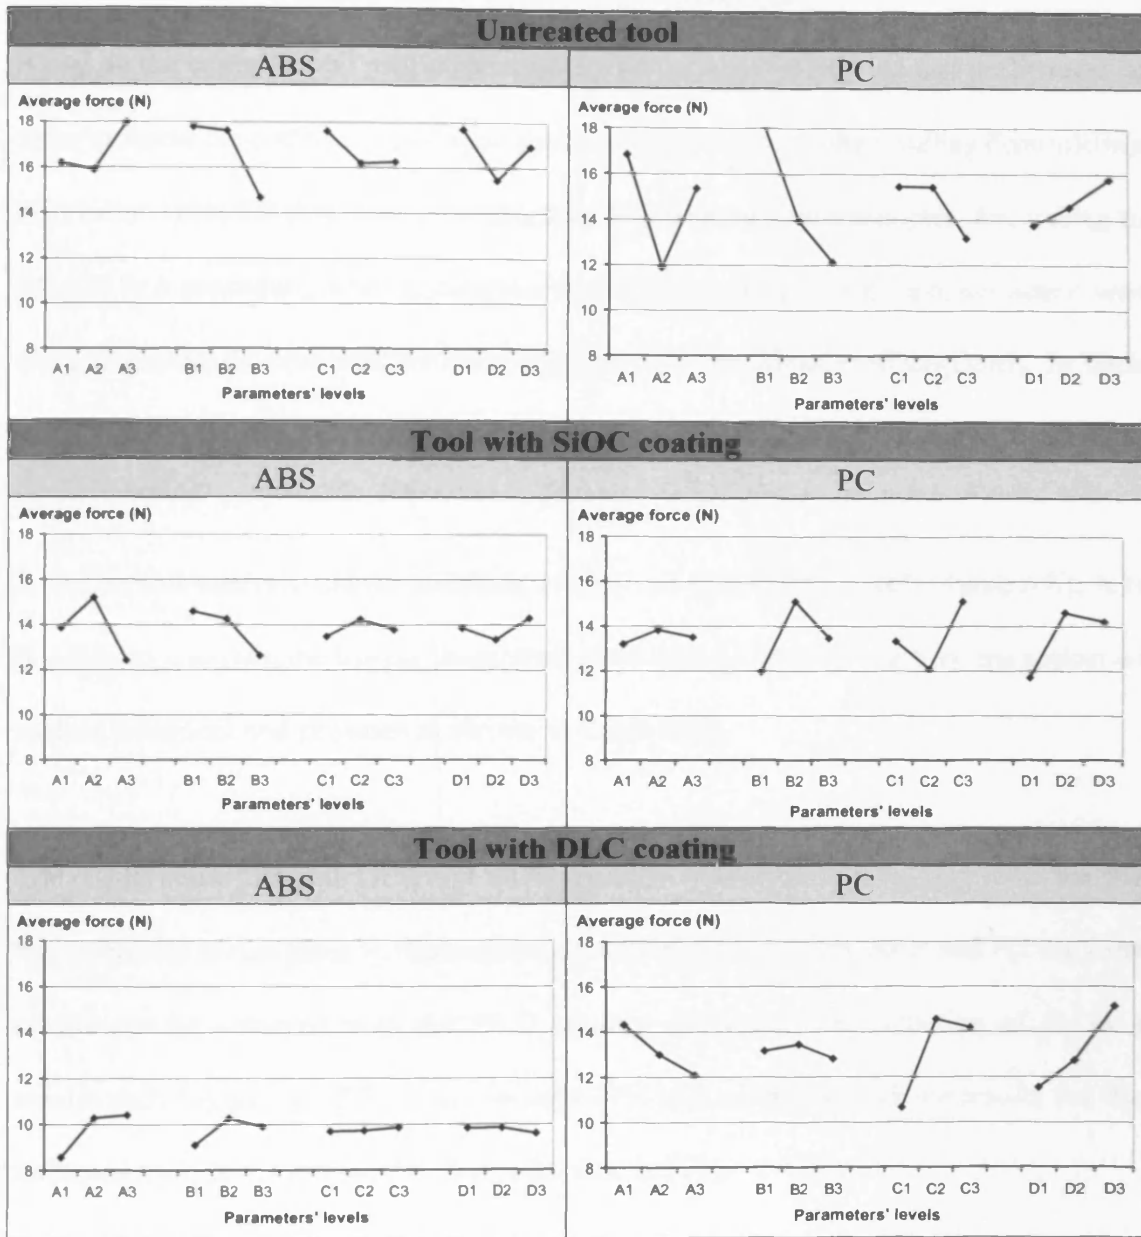 Untreated tool
ABS PC
Average force (N)
18
16
14
12
10
8
A1 A2 A3 B1 B2 B3 C1 C2 C3 D1 D2 D3
Parameters' levels
Average force (N)
18
16
14
12
10
8
A1 A2 A3 B1 B2 B3 C1 C2 C3 D1 D2 D3
Parameters' levels
Tool with SiOC coating
ABS PC
Average force (N)
18
16
14
12
10
8
A1 A2 A3 B1 B2 B3 C1 C2 C3 D1 D2 D3
Parameters' levels
Average force (N)
18
16
14
12
10
8
A1 A2 A3 B1 B2 B3 C1 C2 C3 D1 D2 D3
Parameters' levels
Tool with DLC coating
ABS PC
Average force (N)
18
16
14
12
10
8
A1 A2 A3 B1 B2 B3 C1 C2 C3 D1 D2 D3
Parameters' levels
Average force (N)
18
16
14
12
10
8
A1 A2 A3 B1 B2 B3 C1 C2 C3 D1 D2 D3
Parameters' levels